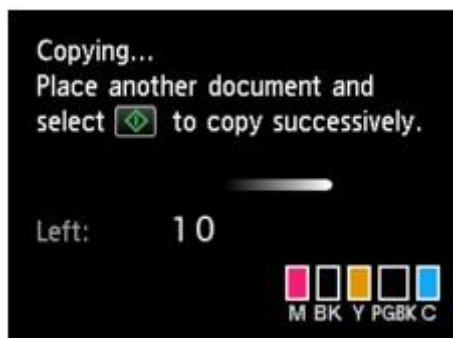 Copying...
Place another document and
select to copy successively.
Left: 10
M BK Y PGBK C